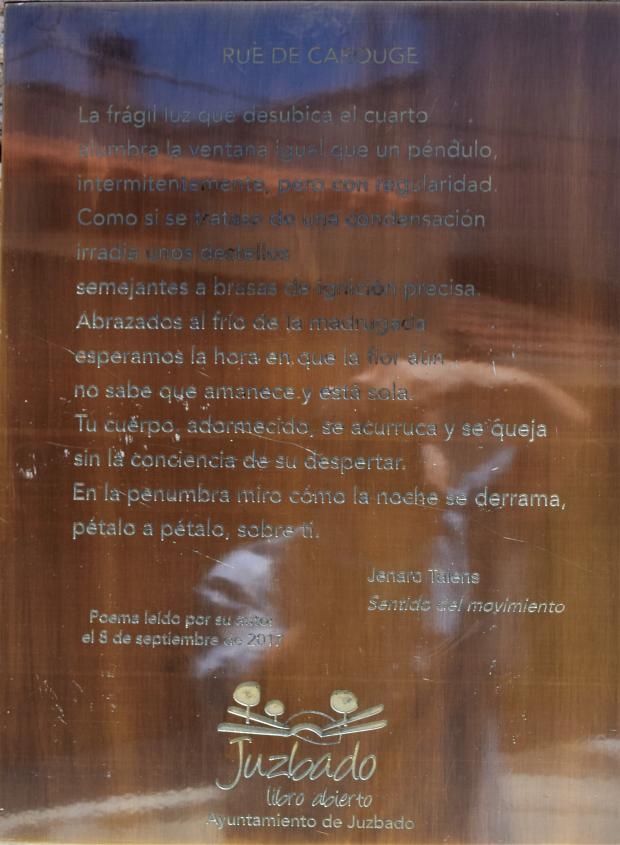 RUE DE CAROUGE
La frágil luz que desubica el cuarto
alumbra la ventana igual que un péndulo,
intermitentemente, pero con regularidad.
Como si se tratase de una condensación
irradia unos destellos
semejantes a brasas de ignición precisa.
Abrazados al frío de la madrugada
esperamos la hora en que la flor aún
no sabe que amanece y está sola.
Tu cuerpo, adormecido, se acurruca y se queja
sin la conciencia de su despertar.
En la penumbra miro cómo la noche se derrama,
pétalo a pétalo, sobre ti.
Jenaro Talens
Sentido del movimiento
Poema leído por su autor
el 8 de septiembre de 2017
Juzbado
libro abierto
Ayuntamiento de Juzbado